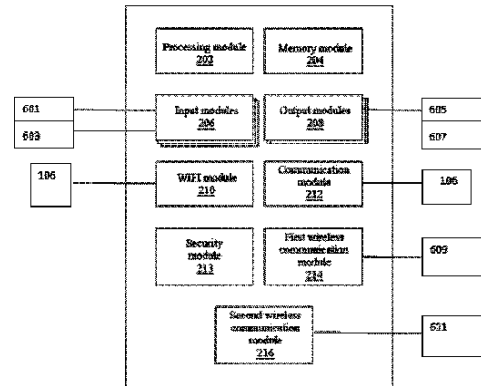 Processing module
202
Memory module
204
601
603
Input modules
206
Output modules
208
605
607
106
WIFI module
210
Communication
module
212
106
Security
module
213
First wireless
communication
module
214
609
Second wireless
communication
module
216